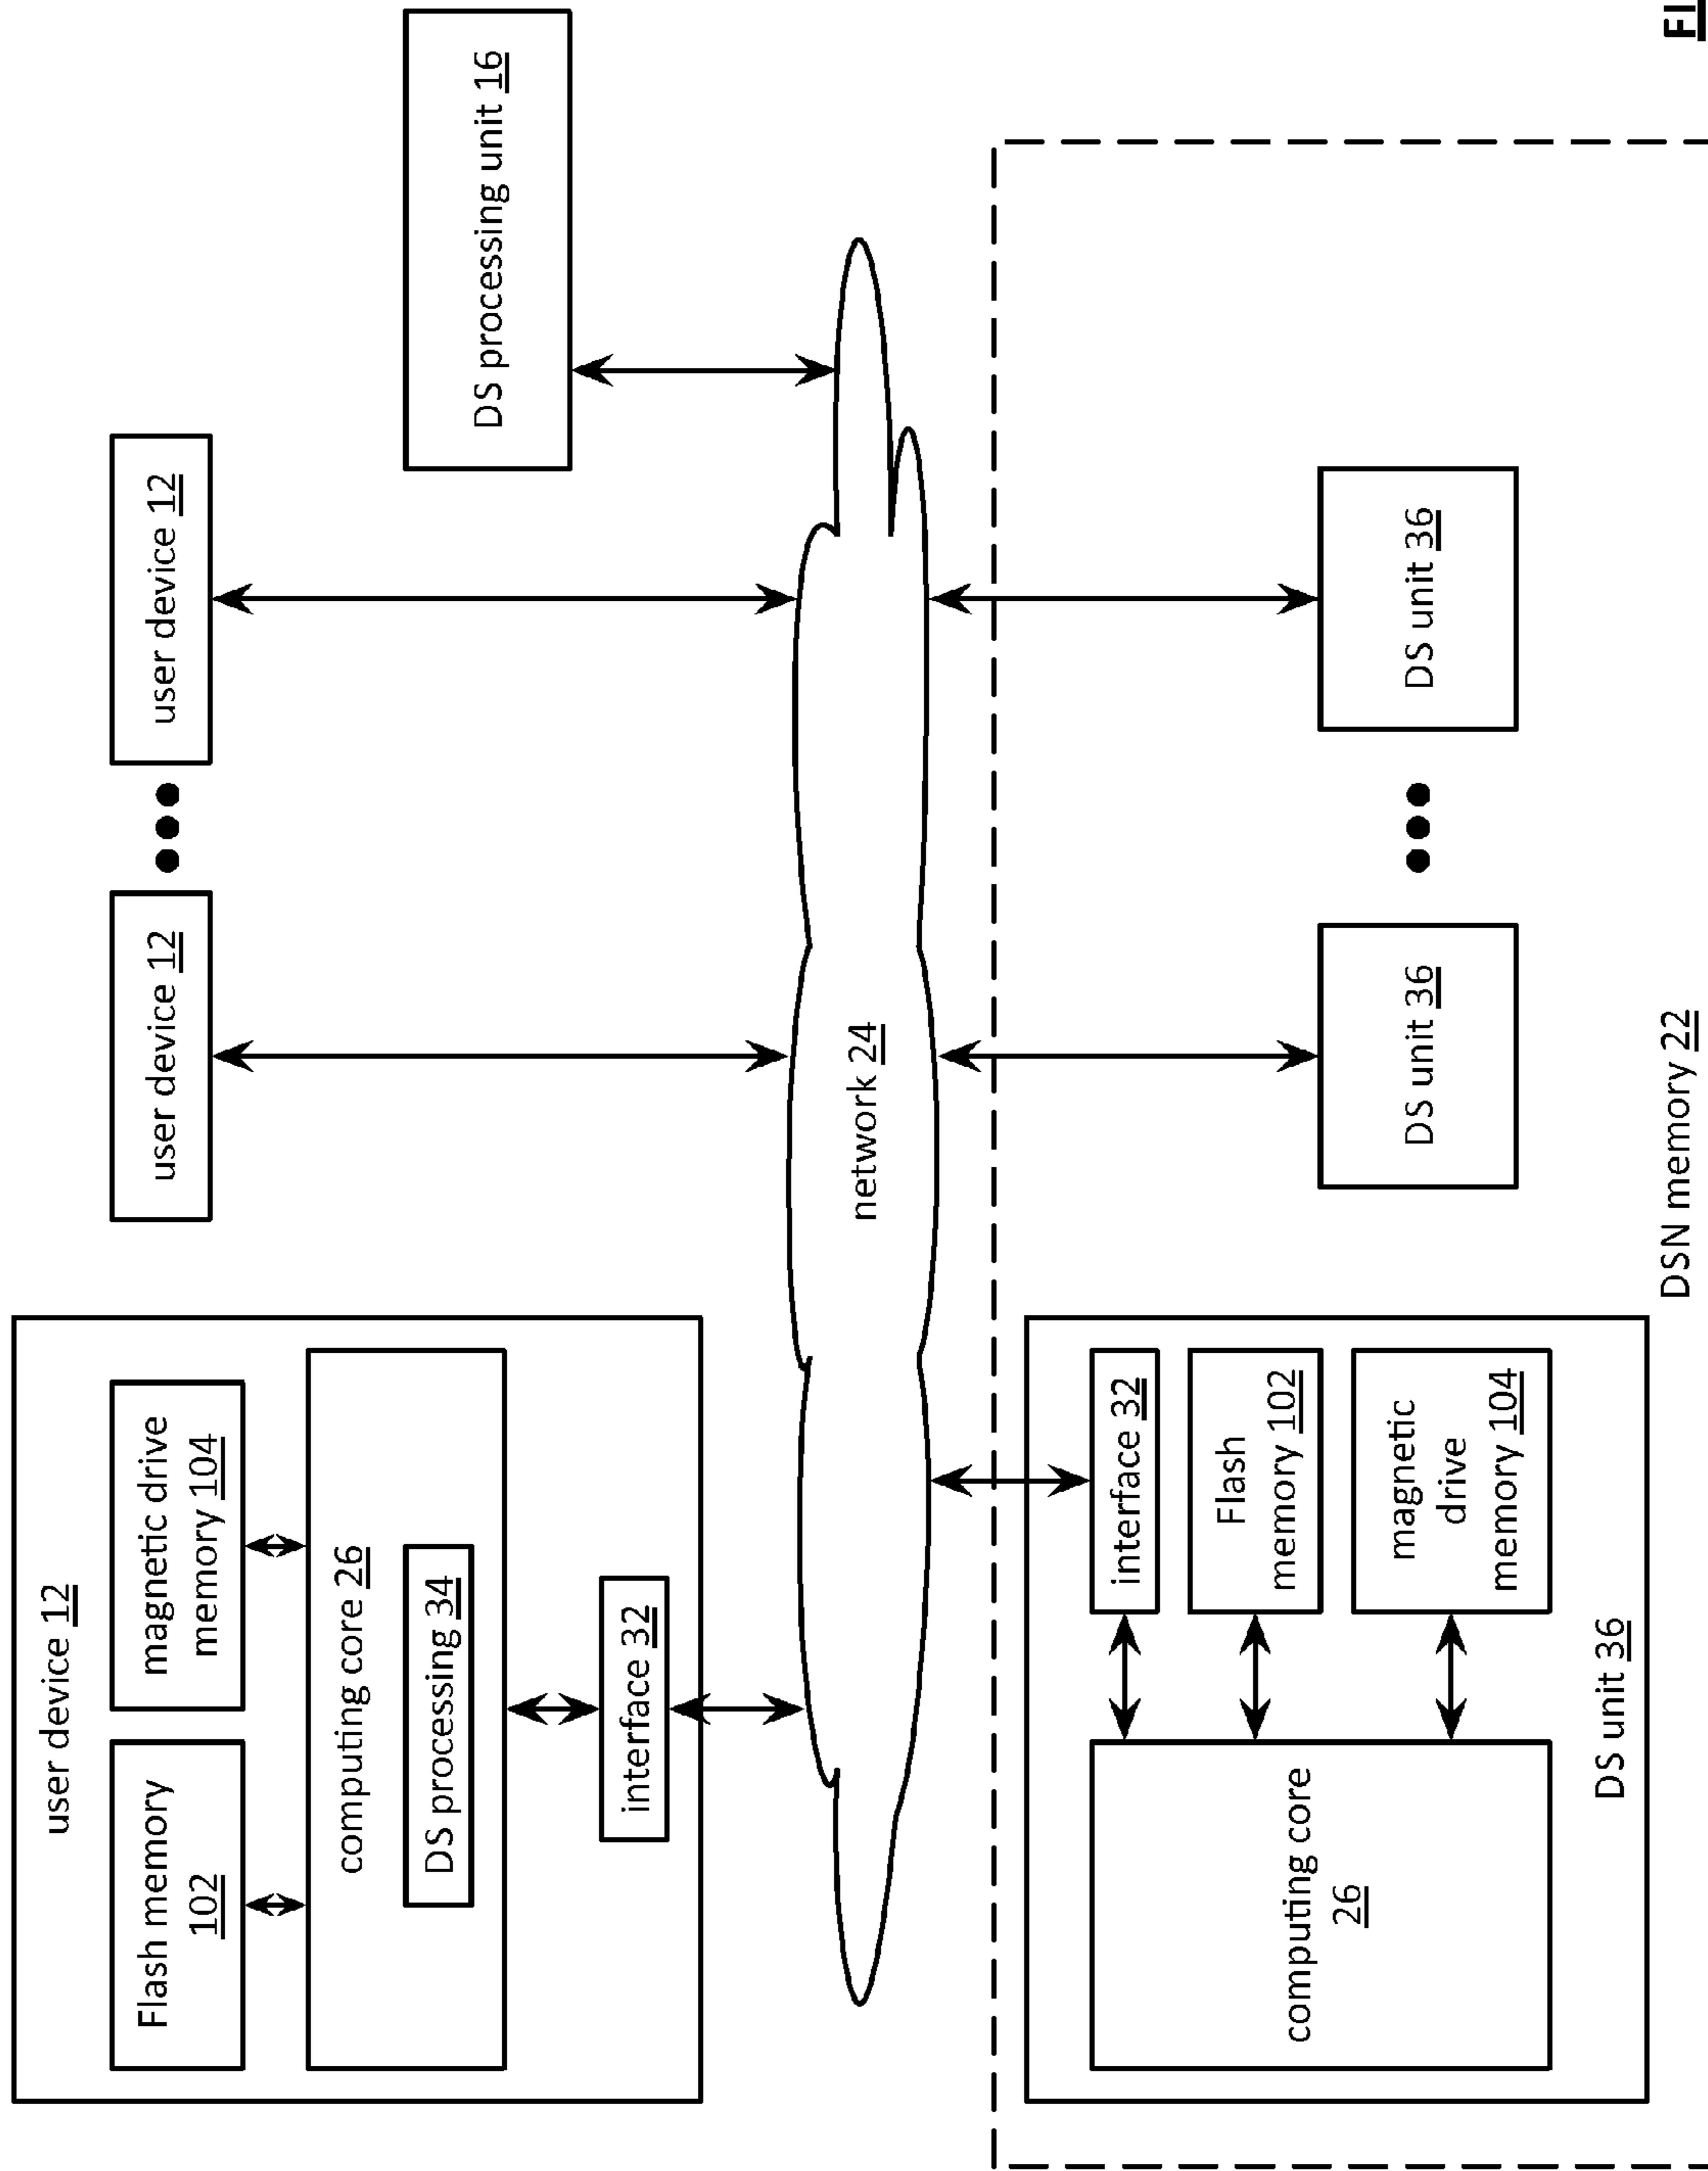 user device 12
Flash memory
102
magnetic drive
memory 104
computing core 26
DS processing 34
interface 32
user device 12
user device 12
DS processing unit 16
network 24
computing core
26
interface 32
Flash
memory 102
magnetic
drive
memory 104
DS unit 36
DS unit 36
DS unit 36
DSN memory 22